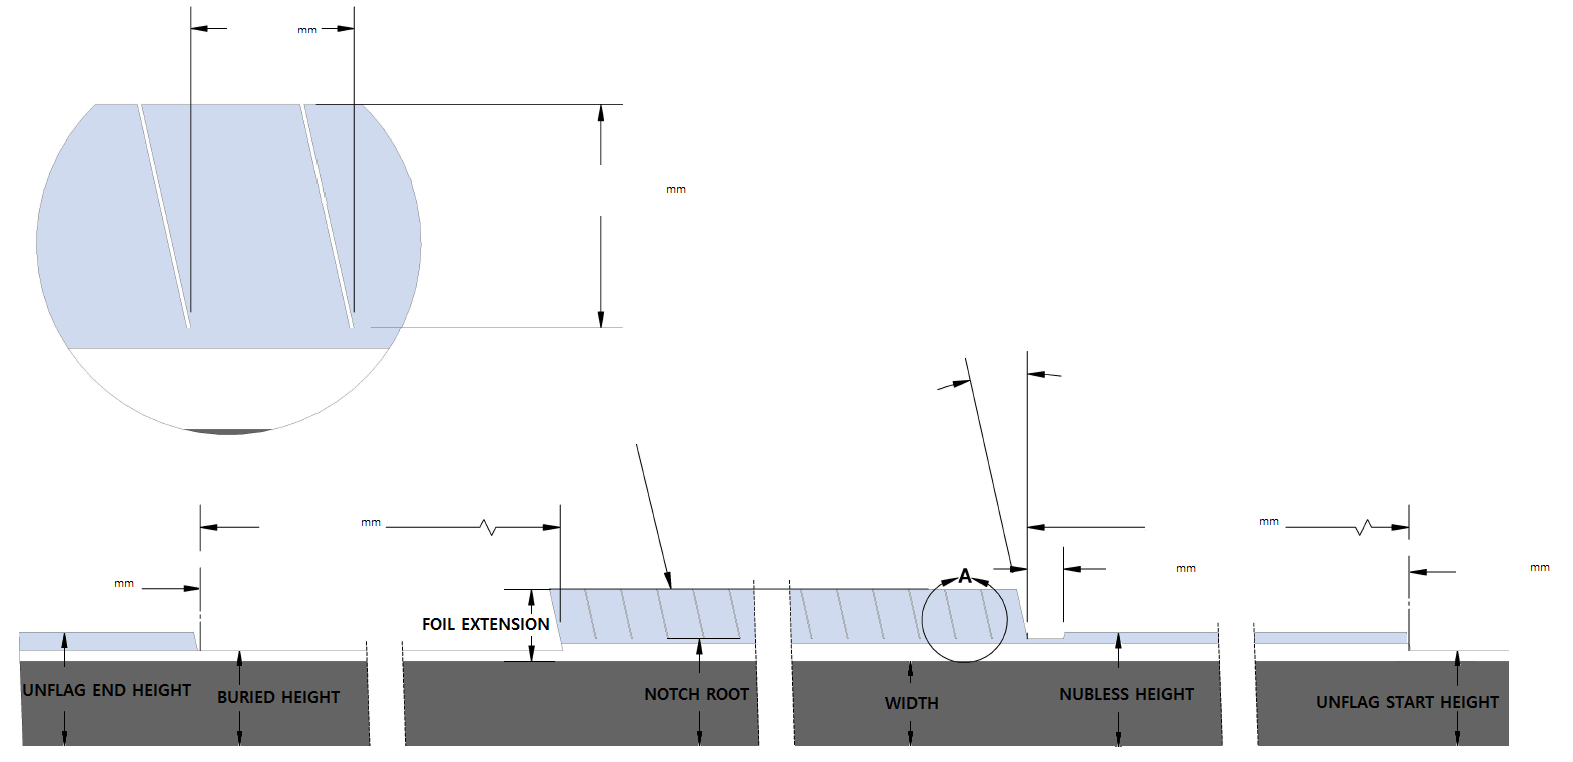 mm
mm
mm
mm
mm
mm
mm
A
FOIL EXTENSION
UNFLAG END HEIGHT
BURIED HEIGHT
NOTCH ROOT
WIDTH
NUBLESS HEIGHT
UNFLAG START HEIGHT